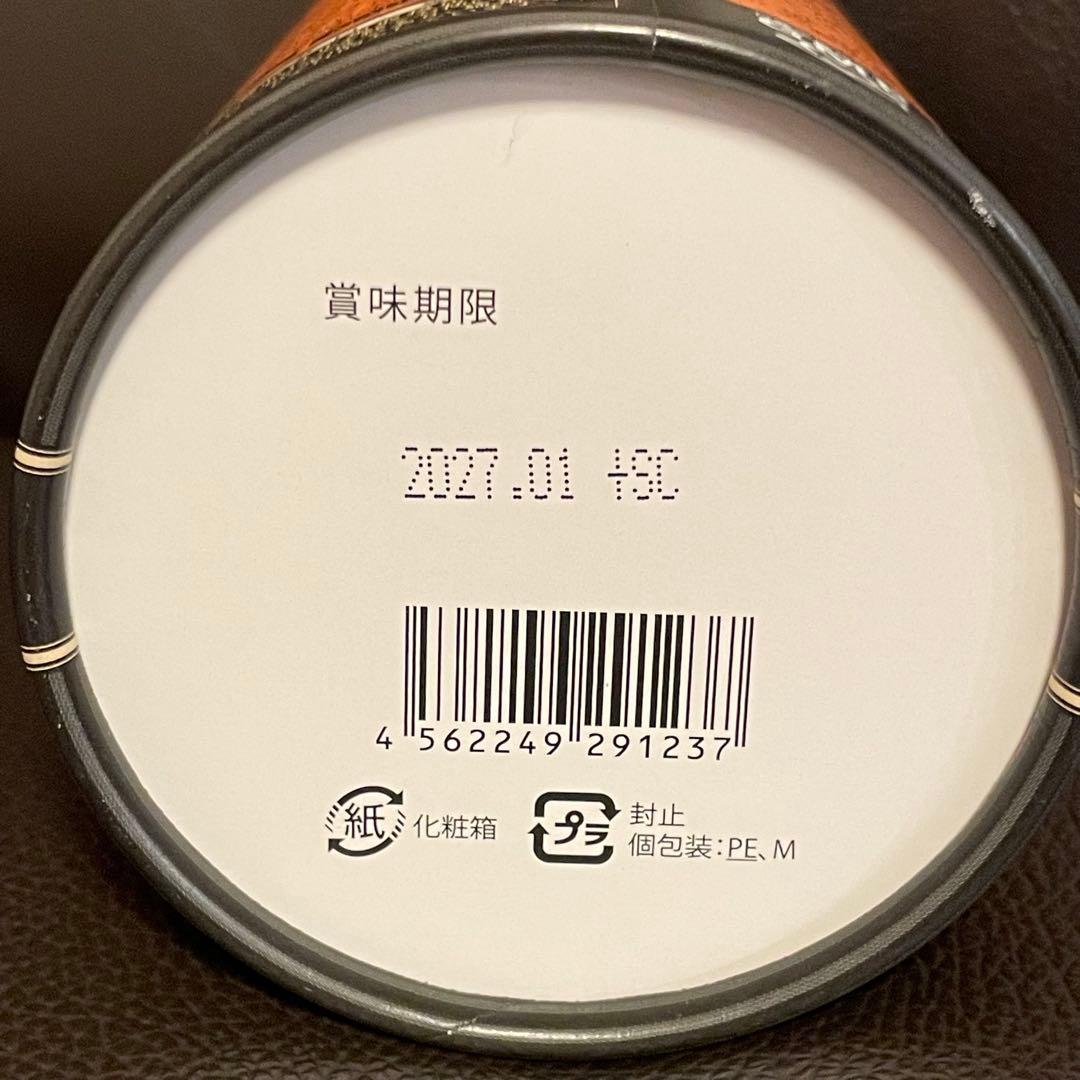 賞味期限
2027.01 +SC
4 562249 291237
紙 化粧箱
プラ 封止
個包装:PE、M